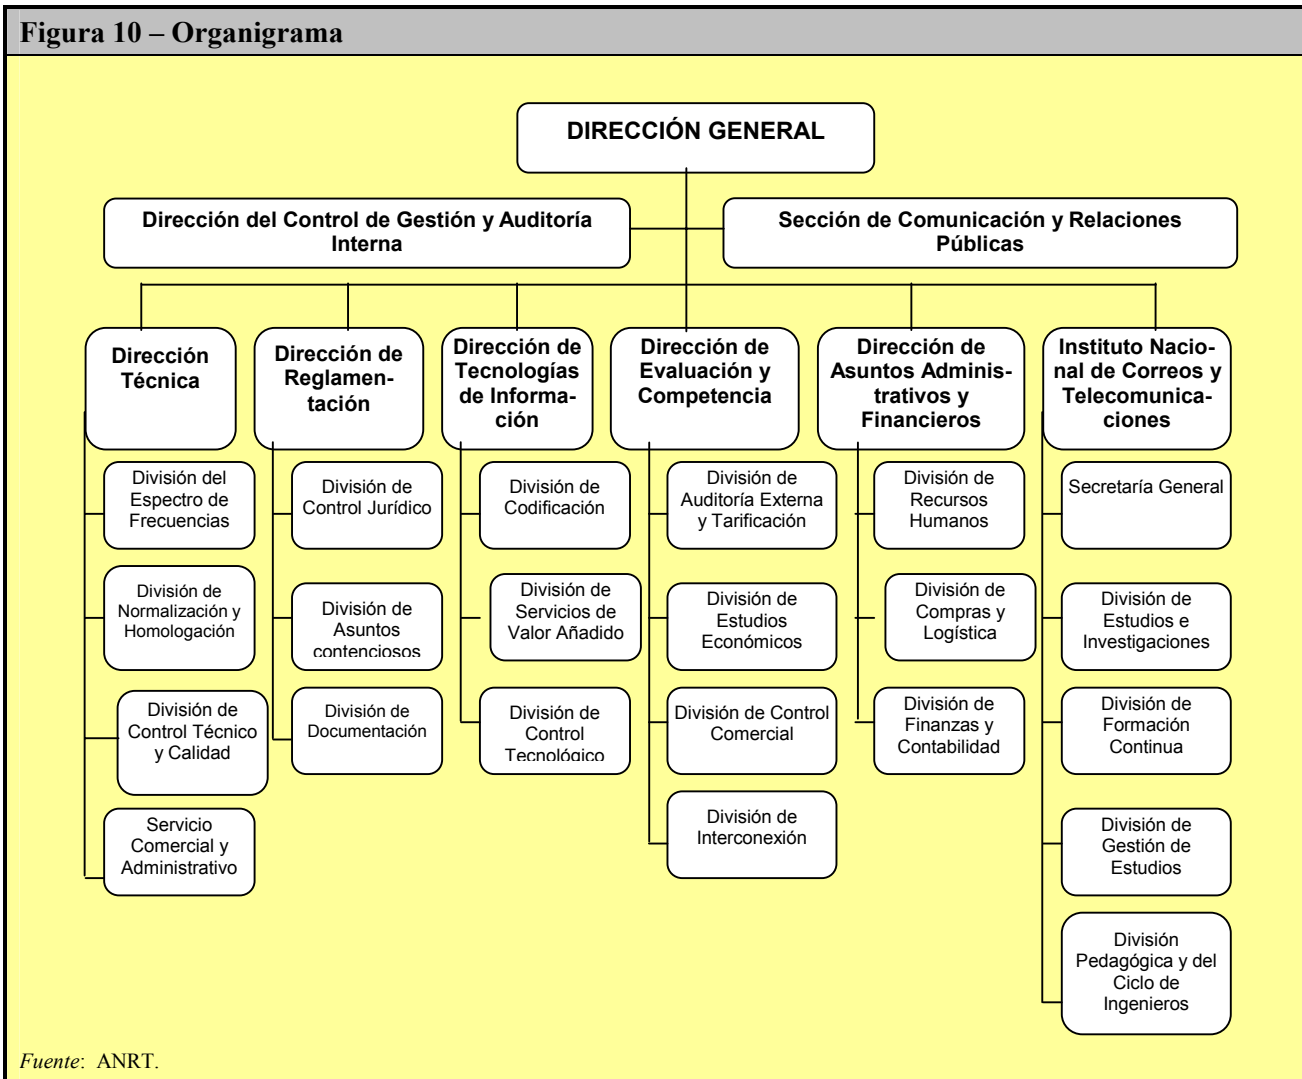 Figura 10 – Organigrama
DIRECCIÓN GENERAL
Dirección del Control de Gestión y Auditoría
Interna
Sección de Comunicación y Relaciones
Públicas
Dirección
Técnica
Dirección de
Reglamen-
tación
Dirección de
Tecnologías
de Informa-
ción
Dirección de
Evaluación y
Competencia
Dirección de
Asuntos Adminis-
trativos y
Financieros
Instituto Nacio-
nal de Correos y
Telecomunica-
ciones
División del
Espectro de
Frecuencias
División de
Normalización y
Homologación
División de
Control Técnico
y Calidad
Servicio
Comercial y
Administrativo
División de
Control Jurídico
División de
Asuntos
contenciosos
División de
Documentación
División de
Codificación
División de
Servicios de
Valor Añadido
División de
Control
Tecnológico
División de
Auditoría Externa
y Tarificación
División de
Estudios
Económicos
División de Control
Comercial
División de
Interconexión
División de
Recursos
Humanos
División de
Compras y
Logística
División de
Finanzas y
Contabilidad
Secretaría General
División de
Estudios e
Investigaciones
División de
Formación
Continua
División de
Gestión de
Estudios
División
Pedagógica y del
Ciclo de
Ingenieros
Fuente: ANRT.